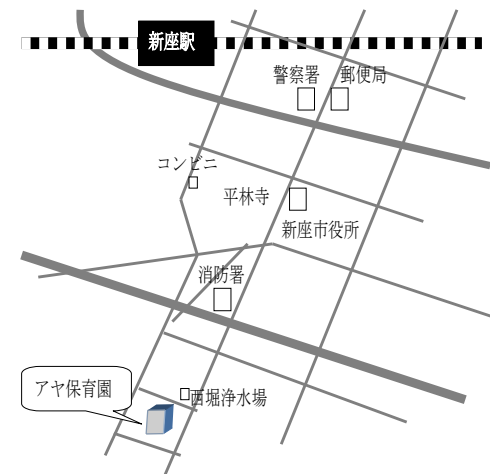 新座駅
警察署
郵便局
コンビニ
平林寺
新座市役所
消防署
アヤ保育園
西堀浄水場